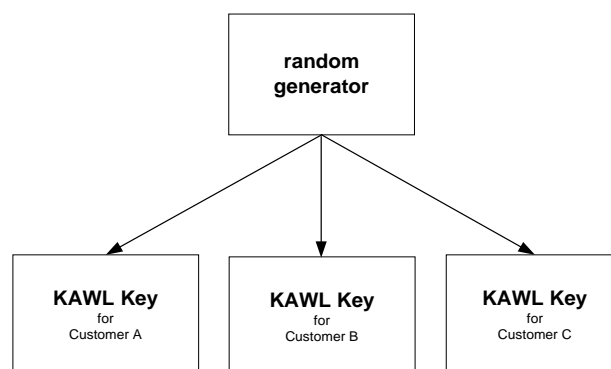 random
generator
KAWL Key
for
Customer A
KAWL Key
for
Customer B
KAWL Key
for
Customer C